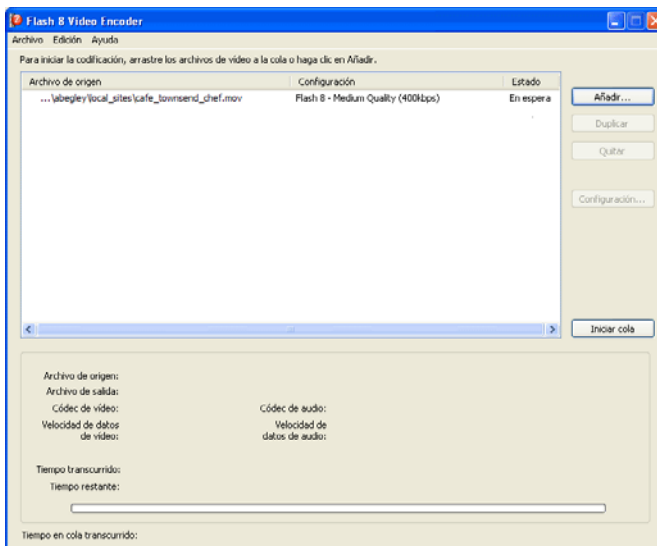 Flash 8 Video Encoder
Archivo Edición Ayuda
Para iniciar la codificación, arrastre los archivos de vídeo a la cola o haga clic en Añadir.
Archivo de origen Configuración Estado
...\abegley\local_sites\cafe_townsend_chef.mov Flash 8 - Medium Quality (400kbps) En espera
Añadir...
Duplicar
Quitar
Configuración...
Iniciar cola
Archivo de origen:
Archivo de salida:
Códec de vídeo: Códec de audio:
Velocidad de datos de vídeo: Velocidad de datos de audio:
Tiempo transcurrido:
Tiempo restante:
Tiempo en cola transcurrido: